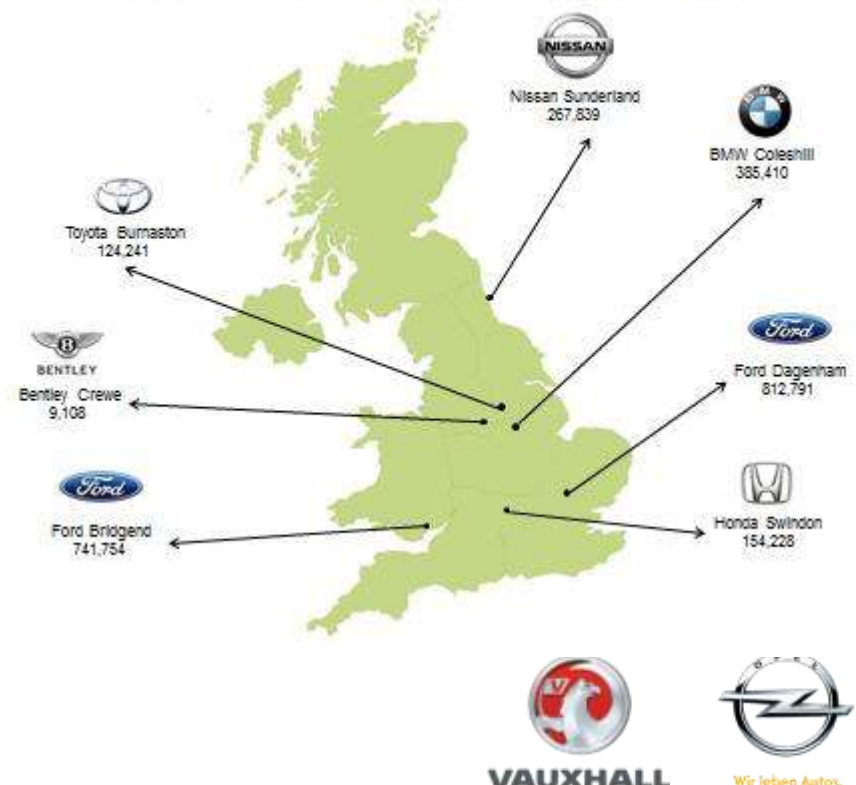 NISSAN
Nissan Sunderland
267,839
BMW
BMW Coleshill
385,410
Toyota Burnaston
124,241
BENTLEY
Bentley Crewe
9,108
Ford
Ford Dagenham
812,791
Ford
Ford Bridgend
741,754
Honda Swindon
154,228
V
OPEL
VAUXHALL
Wir leben Autos.